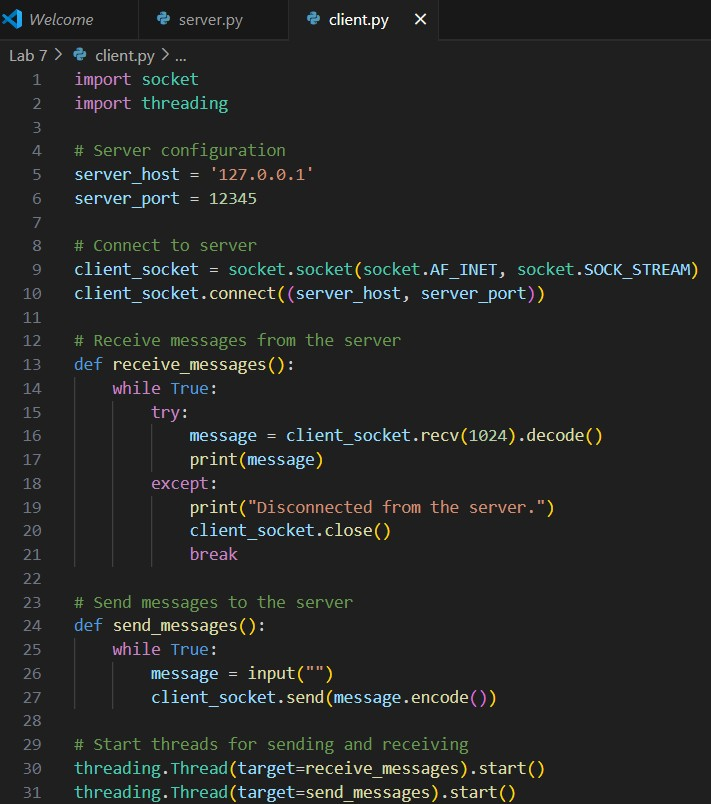 Welcome server.py client.py ×
Lab 7 > client.py > ...
1 import socket
2 import threading
3
4 # Server configuration
5 server_host = '127.0.0.1'
6 server_port = 12345
7
8 # Connect to server
9 client_socket = socket.socket(socket.AF_INET, socket.SOCK_STREAM)
10 client_socket.connect((server_host, server_port))
11
12 # Receive messages from the server
13 def receive_messages():
14     while True:
15         try:
16             message = client_socket.recv(1024).decode()
17             print(message)
18         except:
19             print("Disconnected from the server.")
20             client_socket.close()
21             break
22
23 # Send messages to the server
24 def send_messages():
25     while True:
26         message = input("")
27         client_socket.send(message.encode())
28
29 # Start threads for sending and receiving
30 threading.Thread(target=receive_messages).start()
31 threading.Thread(target=send_messages).start()